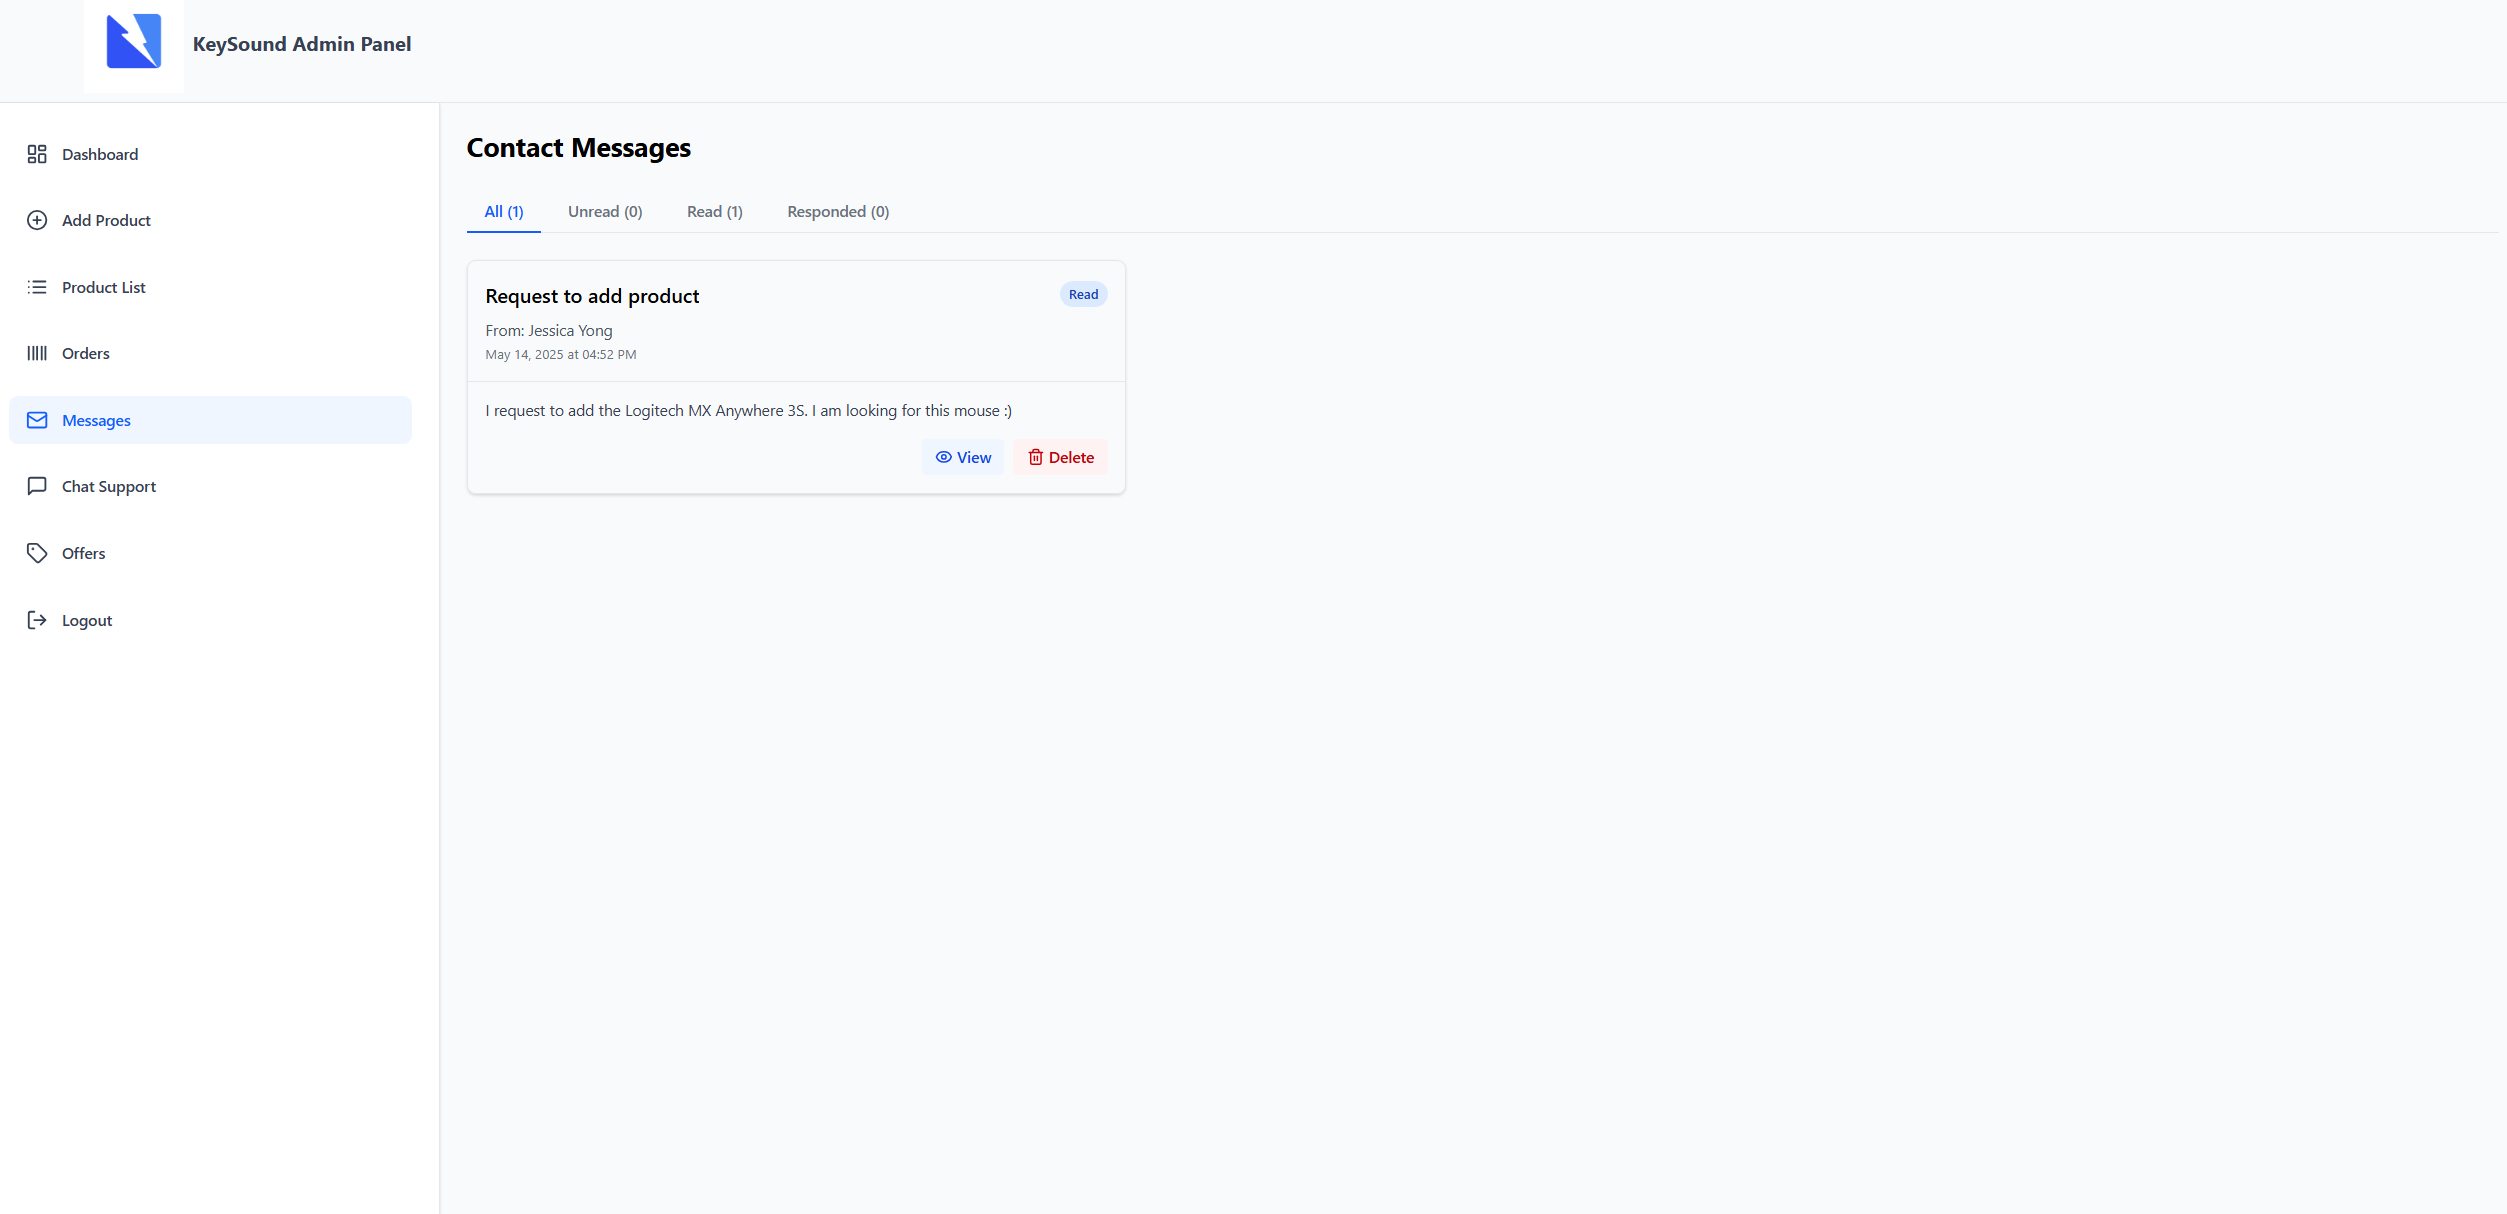 KeySound Admin Panel
Dashboard
Add Product
Product List
Orders
Messages
Chat Support
Offers
Logout
Contact Messages
All (1) Unread (0) Read (1) Responded (0)
Request to add product
Read
From: Jessica Yong
May 14, 2025 at 04:52 PM
I request to add the Logitech MX Anywhere 3S. I am looking for this mouse :)
View Delete